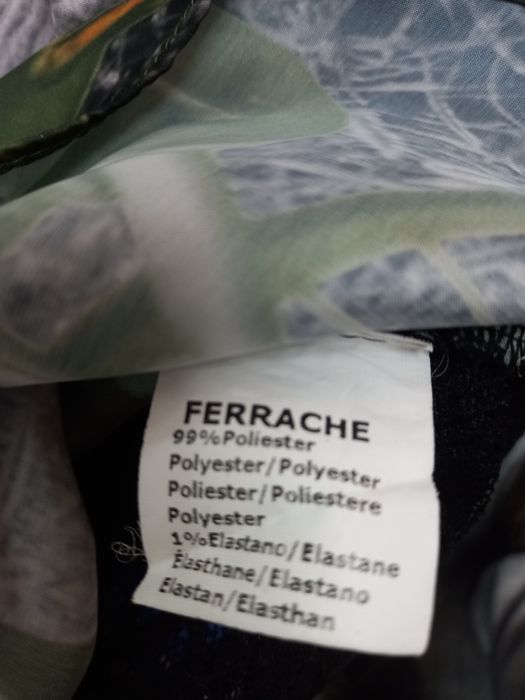 FERRACHE
99%Poliester
Polyester/Polyester
Poliester/Poliestere
Polyester
1%Elastano/Elastane
Élasthane/Elastano
Elastan/Elasthan